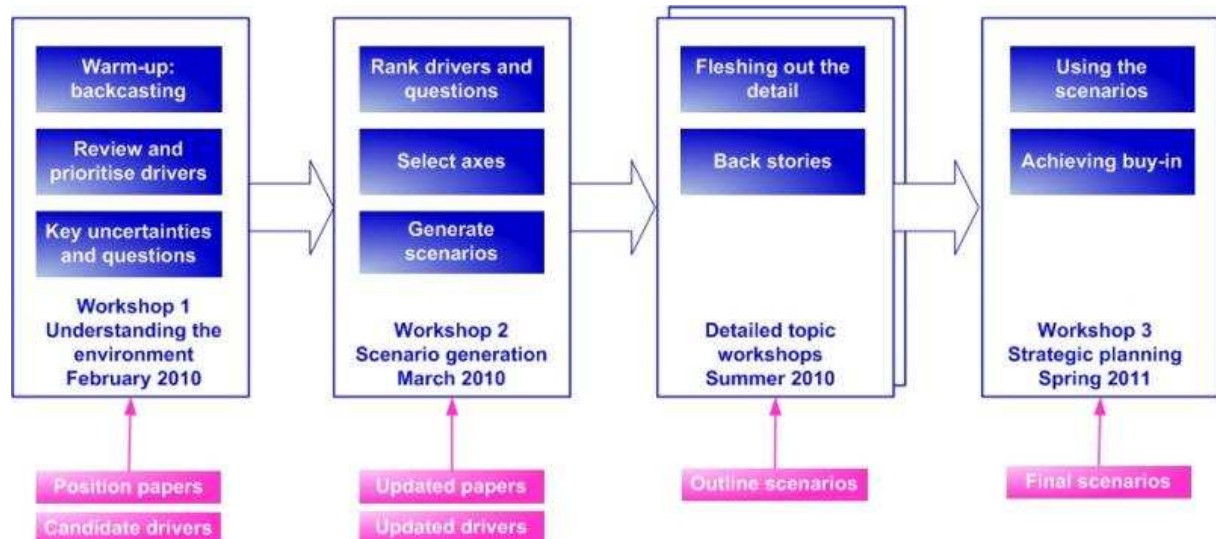 Warm-up:
backcasting
Review and
prioritise drivers
Key uncertainties
and questions
Workshop 1
Understanding the
environment
February 2010
Position papers
Candidate drivers
Rank drivers and
questions
Select axes
Generate
scenarios
Workshop 2
Scenario generation
March 2010
Updated papers
Updated drivers
Fleshing out the
detail
Back stories
Detailed topic
workshops
Summer 2010
Outline scenarios
Using the
scenarios
Achieving buy-in
Workshop 3
Strategic planning
Spring 2011
Final scenarios